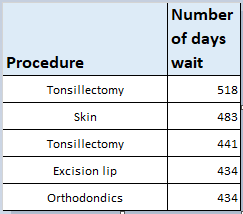 Procedure Number of days wait
Tonsillectomy 518
Skin 483
Tonsillectomy 441
Excision lip 434
Orthodondics 434